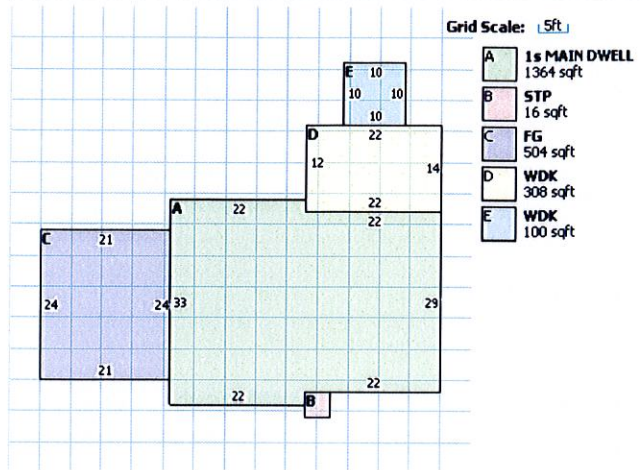 Grid Scale: 5ft
A 1s MAIN DWELL
1364 sqft
B STP
16 sqft
C FG
504 sqft
D WDK
308 sqft
E WDK
100 sqft
E 10
10 10
10
D 22
12 14
22
A 22 22
C 21
24 24 33 29
21
22
22 B